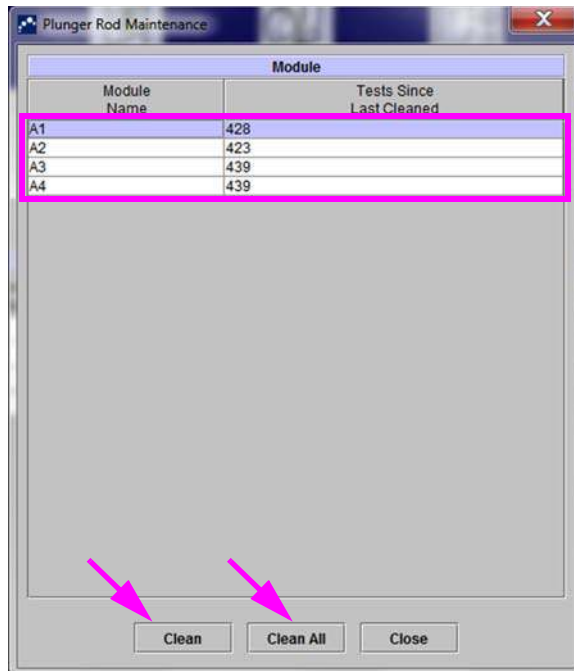 Plunger Rod Maintenance
Module
Module Name
Tests Since Last Cleaned
A1 428
A2 423
A3 439
A4 439
Clean Clean All Close